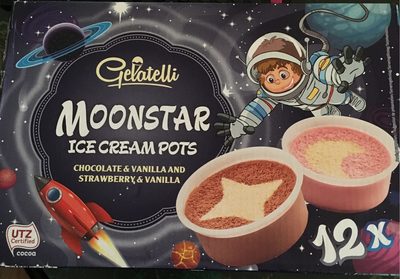 Gelatelli
MOONSTAR
ICE CREAM POTS
CHOCOLATE & VANILLA AND
STRAWBERRY & VANILLA
UTZ
Certified
cocoa
12x